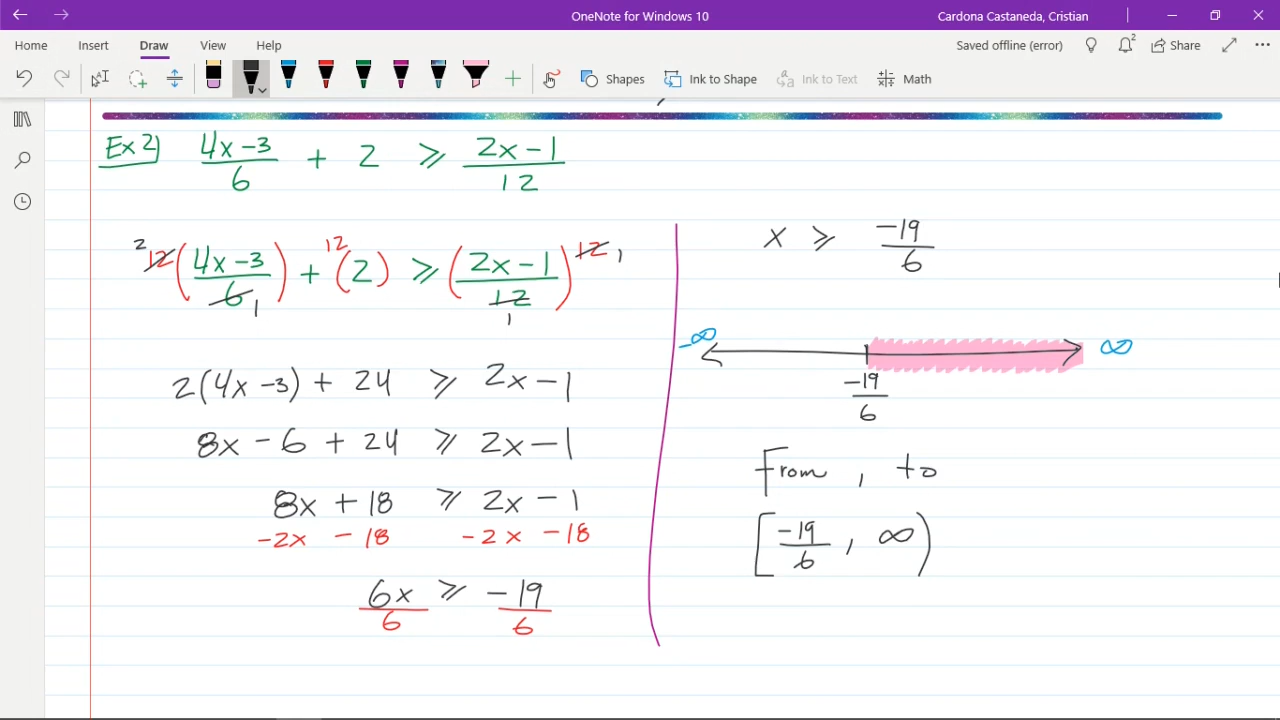 OneNote for Windows 10
Cardona Castaneda, Cristian
Home Insert Draw View Help
Saved offline (error)
Share
Shapes
Ink to Shape
Ink to Text
Math
Ex 2) (4x-3)/6 + 2 ≥ (2x-1)/12
2 12((4x-3)/6 1) + 12(2) ≥ ((2x-1)/12 1) 12 1
2(4x-3) + 24 ≥ 2x-1
8x - 6 + 24 ≥ 2x-1
8x + 18 ≥ 2x - 1
-2x - 18 -2x - 18
6x/6 ≥ -19/6
x ≥ -19/6
-∞ ∞
-19/6
From , to
[-19/6, ∞)